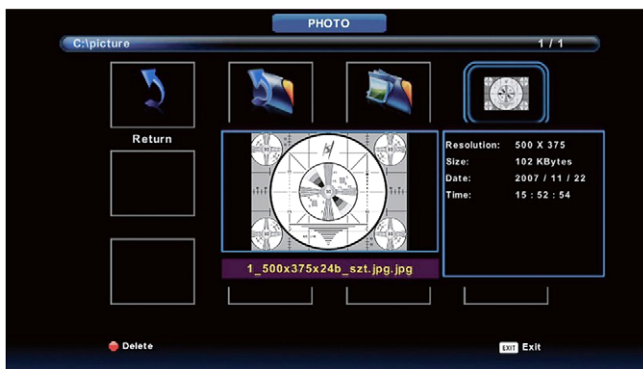 PHOTO
C:\picture 1 / 1
Return
Resolution: 500 X 375
Size: 102 KBytes
Date: 2007 / 11 / 22
Time: 15 : 52 : 54
1_500x375x24b_szt.jpg.jpg
Delete EXIT Exit